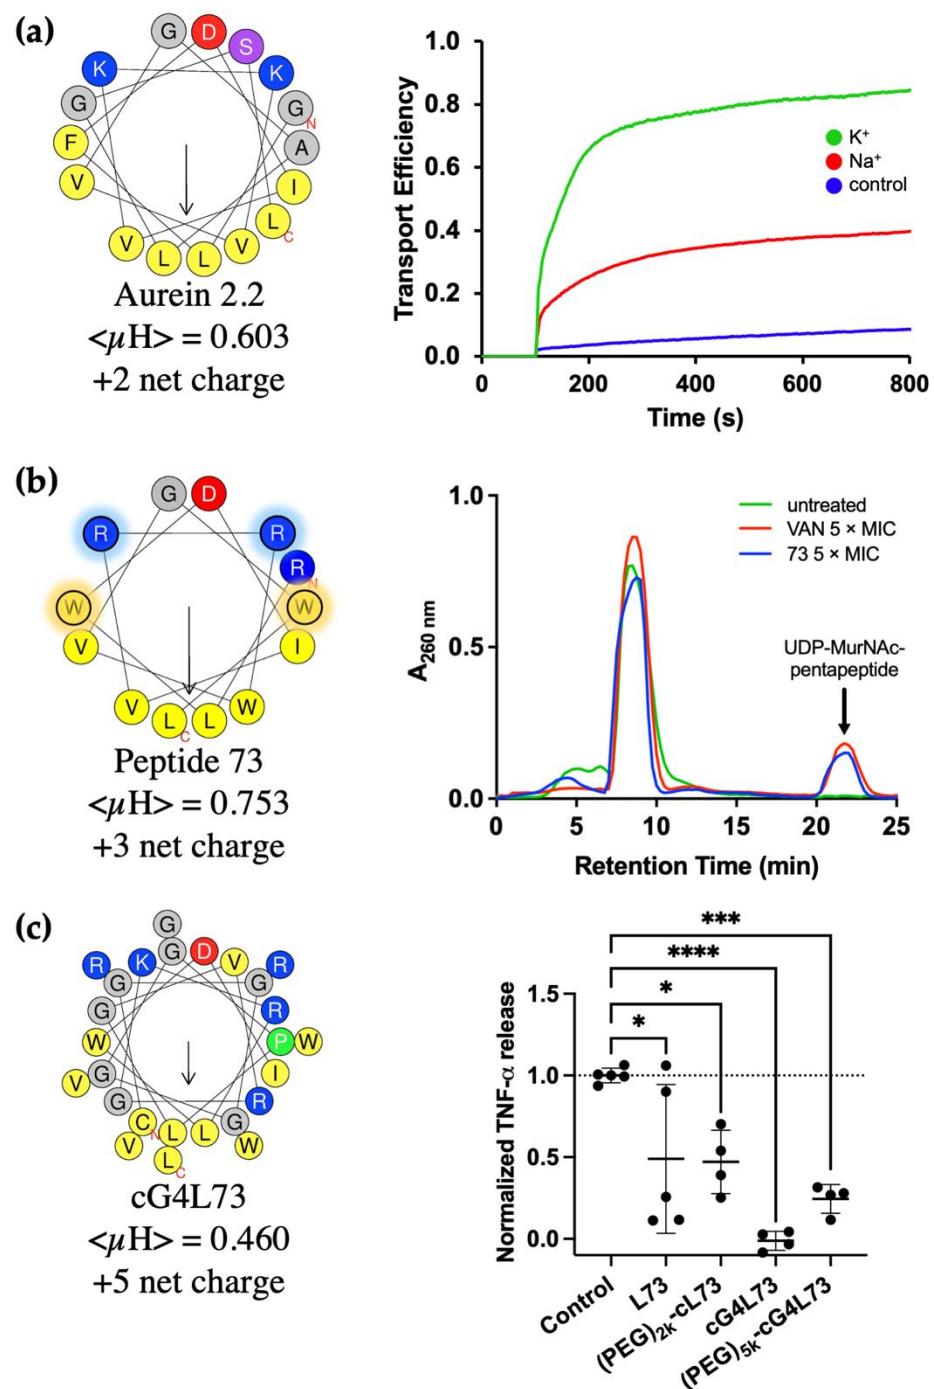 (a)
G
D
S
K
K
G
G
N
F
A
V
I
L
C
V
V
L
L
Aurein 2.2
<μH> = 0.603
+2 net charge
Transport Efficiency
1.0
0.8
0.6
0.4
0.2
0.0
K⁺
Na⁺
control
0
200
400
600
800
Time (s)
(b)
G
D
R
R
R
N
W
W
V
I
V
W
L
L
C
Peptide 73
<μH> = 0.753
+3 net charge
A₂₆₀ ₙₘ
1.0
0.5
0.0
untreated
VAN 5 × MIC
73 5 × MIC
UDP-MurNAc-
pentapeptide
0
5
10
15
20
25
Retention Time (min)
(c)
G
G
D
R
K
V
R
G
G
G
R
W
P
W
V
G
I
G
R
C
N
G
V
L
L
W
L
C
cG4L73
<μH> = 0.460
+5 net charge
Normalized TNF-α release
***
****
*
*
1.5
1.0
0.5
0.0
Control
L73
(PEG)₂ₖ-cL73
cG4L73
(PEG)₅ₖ-cG4L73